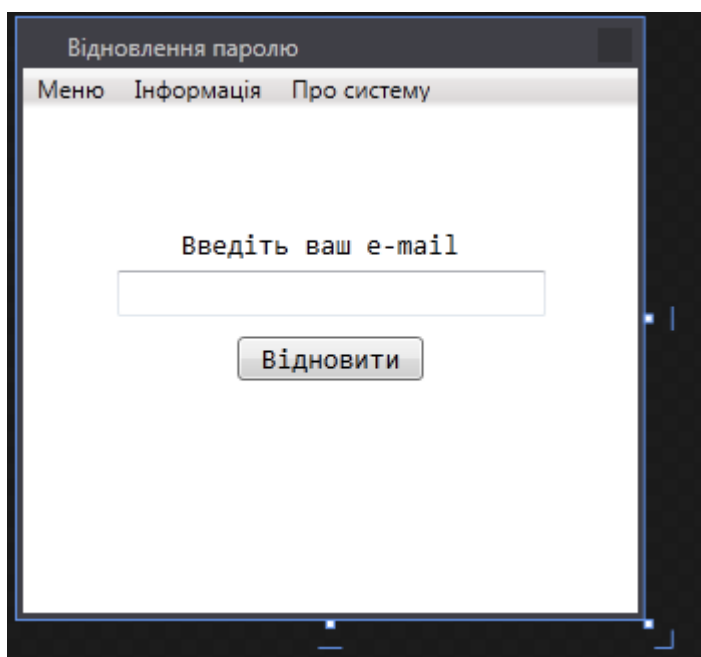 Відновлення паролю
Меню Інформація Про систему
Введіть ваш e-mail
Відновити